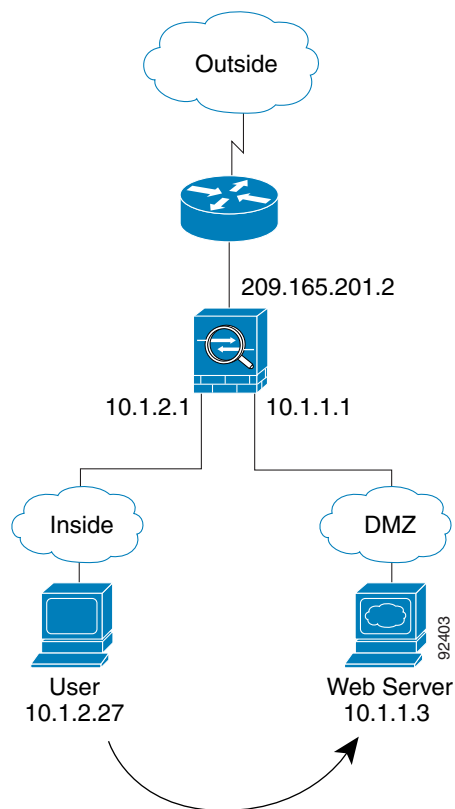 Outside
209.165.201.2
10.1.2.1
10.1.1.1
Inside
DMZ
92403
User
10.1.2.27
Web Server
10.1.1.3